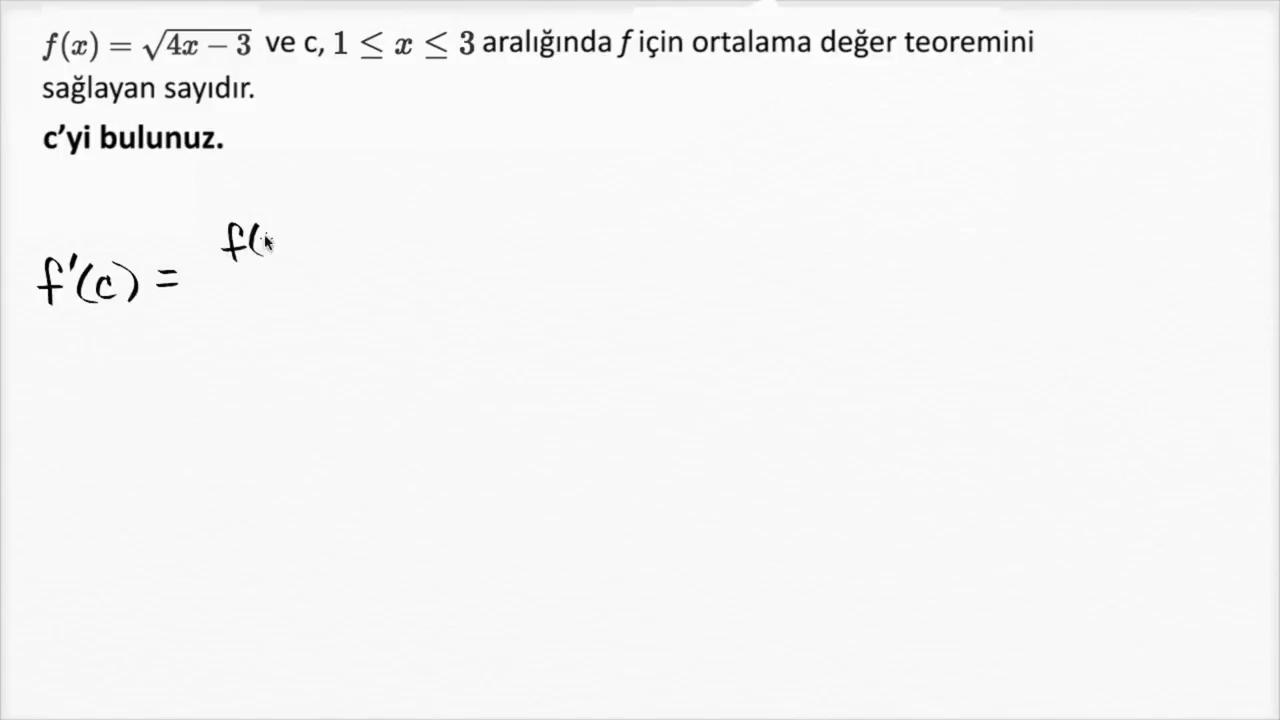 f(x) = √4x − 3 ve c, 1 ≤ x ≤ 3 aralığında f için ortalama değer teoremini
sağlayan sayıdır.
c’yi bulunuz.
f(
f'(c) =